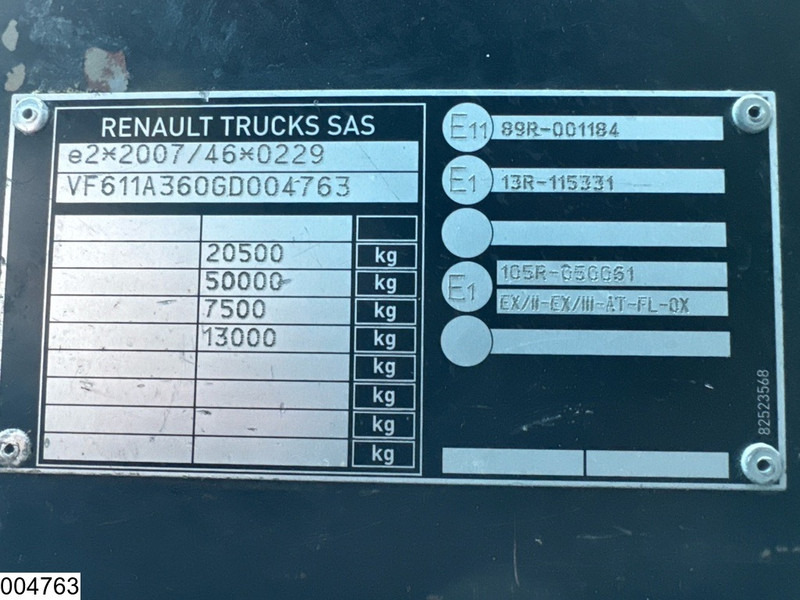 RENAULT TRUCKS SAS
e2*2007/46*0229
VF611A360GD004763
20500 kg
50000 kg
7500 kg
13000 kg
kg
kg
kg
kg
E11 89R-001184
E1 13R-115331
E1 105R-050061
EX/II-EX/III-AT-FL-OX
82523568
004763